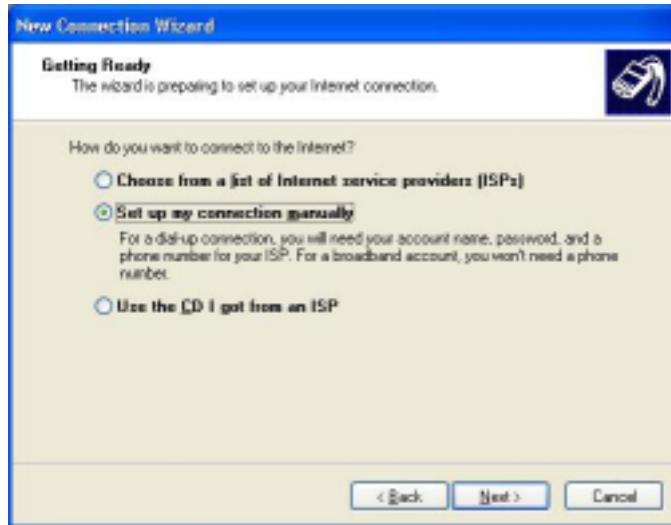 New Connection Wizard
Getting Ready
The wizard is preparing to set up your Internet connection.
How do you want to connect to the Internet?
Choose from a list of Internet service providers (ISPs)
Set up my connection manually
For a dial-up connection, you will need your account name, password, and a
phone number for your ISP. For a broadband account, you won't need a phone
number.
Use the CD I got from an ISP
< Back
Next >
Cancel